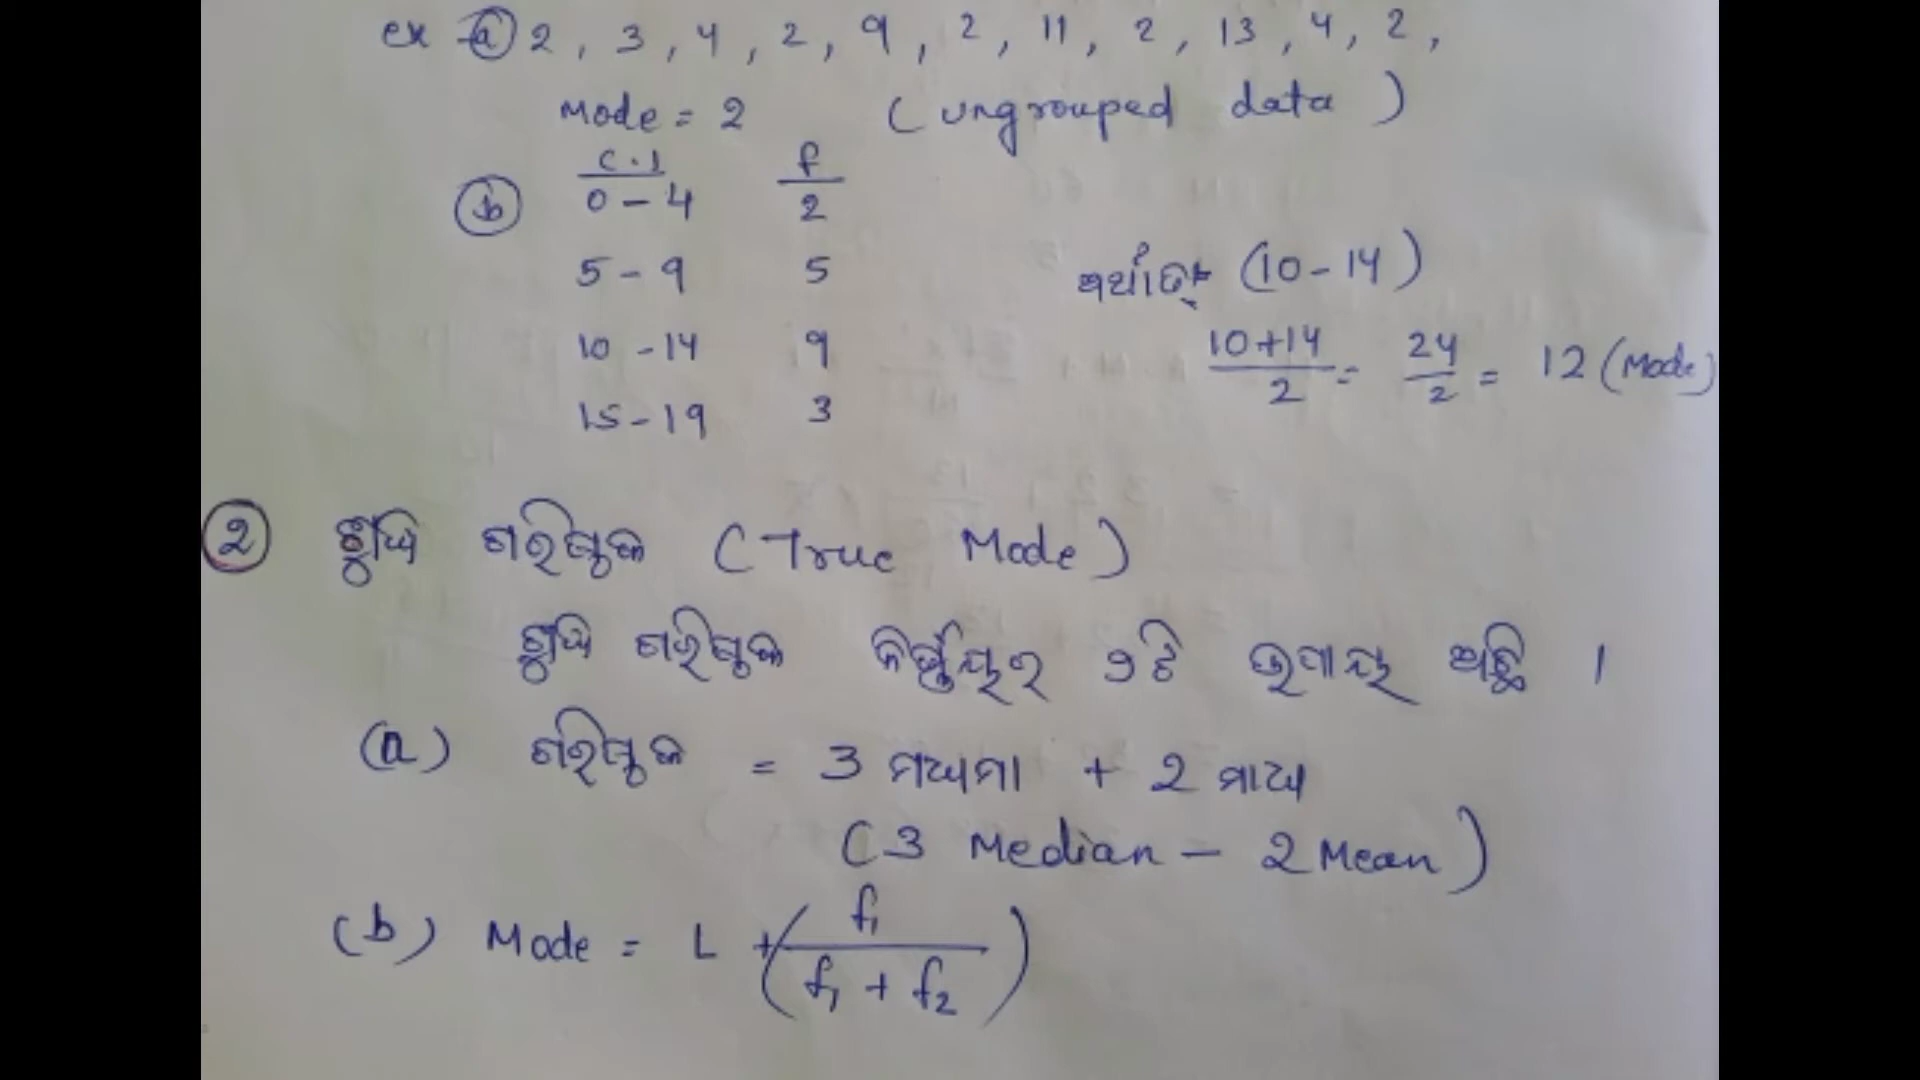 ex - (a) 2, 3, 4, 2, 9, 2, 11, 2, 13, 4, 2,
Mode = 2 (ungrouped data)
C.I f
(b) 0 - 4 2
5 - 9 5
ଅର୍ଥାତ୍ (10 - 14)
10 - 14 9
10+14/2 = 24/2 = 12 (Mode)
15 - 19 3
(2) ଶୁଦ୍ଧି ଗରିଷ୍ଠକ (True Mode)
ଶୁଦ୍ଧି ଗରିଷ୍ଠକ ନିର୍ଣ୍ଣୟର ୨ଟି ଉପାୟ ଅଛି ।
(a) ଗରିଷ୍ଠକ = 3 ମଧ୍ୟମା + 2 ମାଧ୍ୟ
(3 Median - 2 Mean)
(b) Mode = L + (f₁/f₁ + f₂)